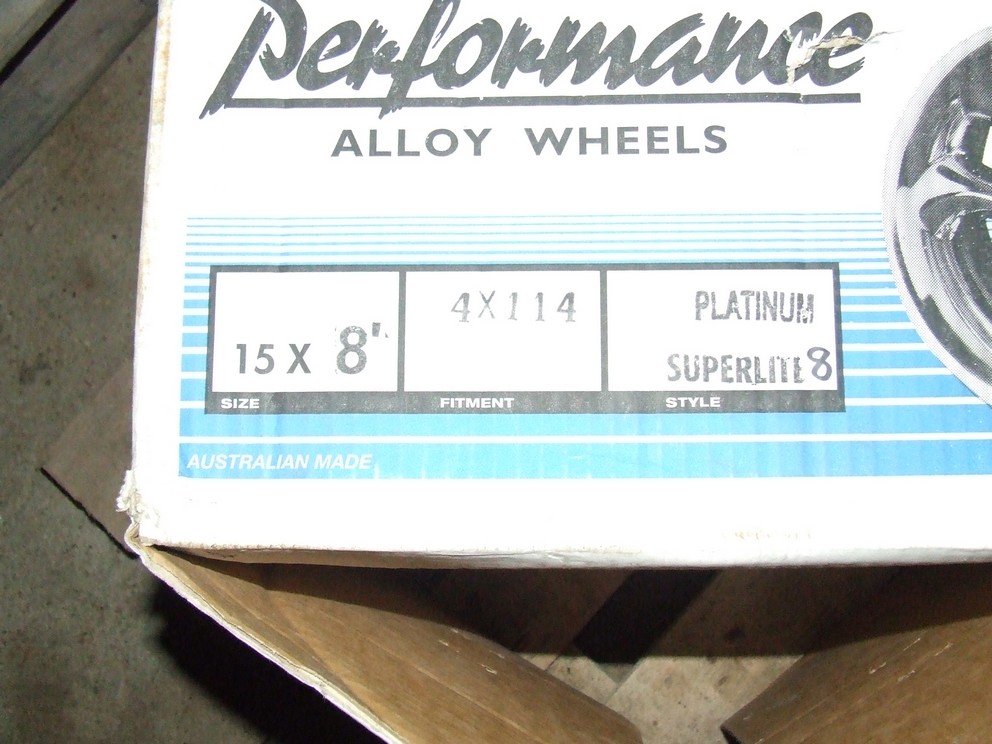 Performance
ALLOY WHEELS
15 X 8"
4X114
PLATINUM
SUPERLITE 8
SIZE
FITMENT
STYLE
AUSTRALIAN MADE